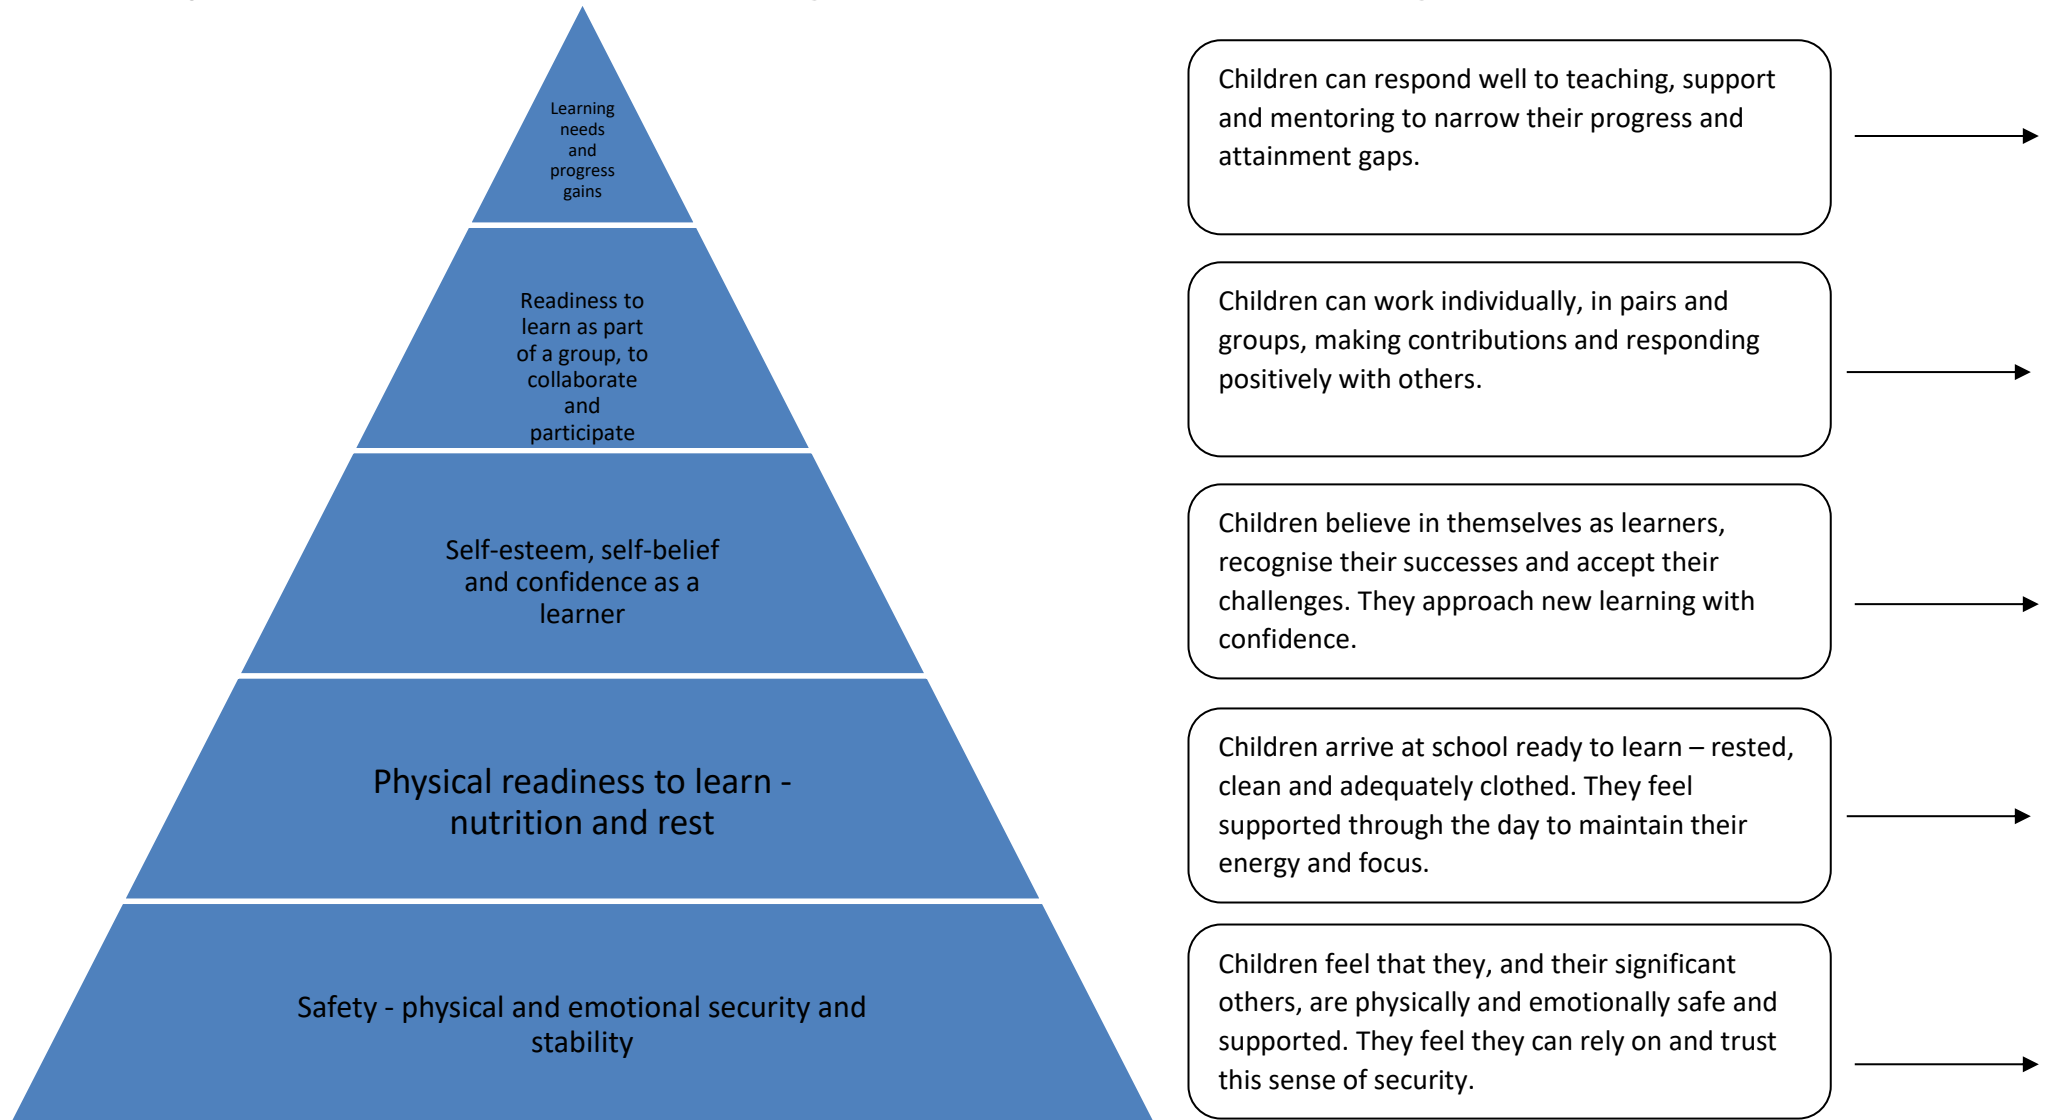 Learning
needs
and
progress
gains
Children can respond well to teaching, support
and mentoring to narrow their progress and
attainment gaps.
Readiness to
learn as part
of a group, to
collaborate
and
participate
Children can work individually, in pairs and
groups, making contributions and responding
positively with others.
Self-esteem, self-belief
and confidence as a
learner
Children believe in themselves as learners,
recognise their successes and accept their
challenges. They approach new learning with
confidence.
Physical readiness to learn -
nutrition and rest
Children arrive at school ready to learn – rested,
clean and adequately clothed. They feel
supported through the day to maintain their
energy and focus.
Safety - physical and emotional security and
stability
Children feel that they, and their significant
others, are physically and emotionally safe and
supported. They feel they can rely on and trust
this sense of security.